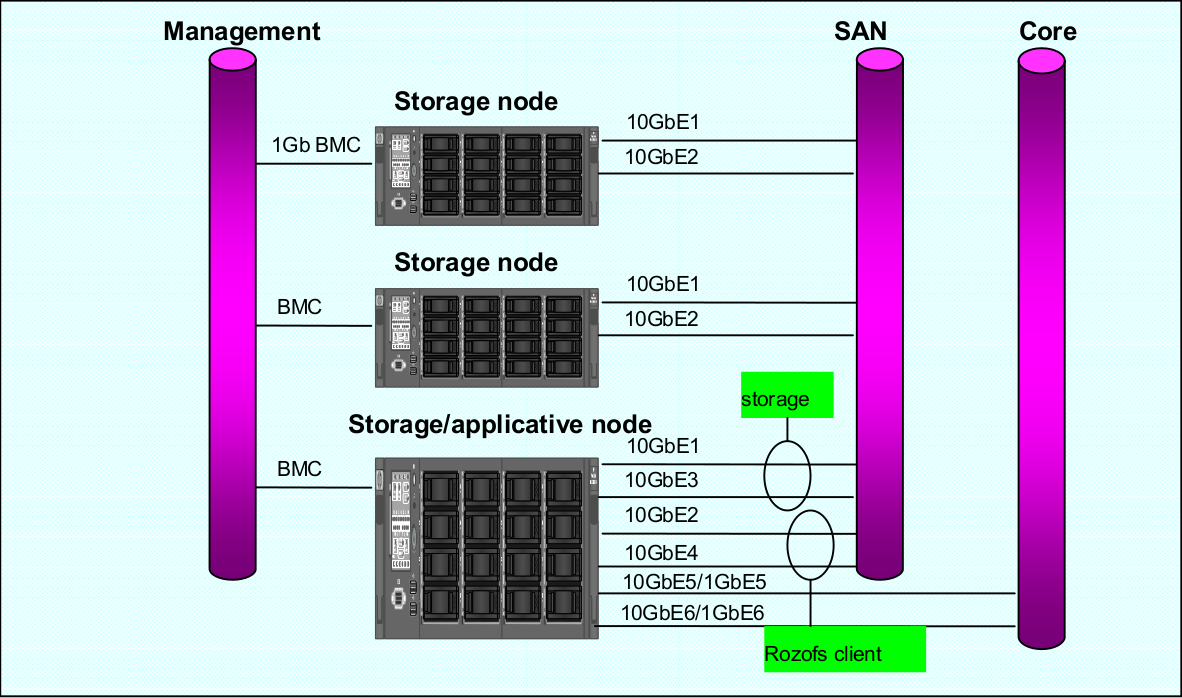 Management
SAN
Core
Storage node
1Gb BMC
10GbE1
10GbE2
Storage node
BMC
10GbE1
10GbE2
storage
Storage/applicative node
BMC
10GbE1
10GbE3
10GbE2
10GbE4
10GbE5/1GbE5
10GbE6/1GbE6
Rozofs client